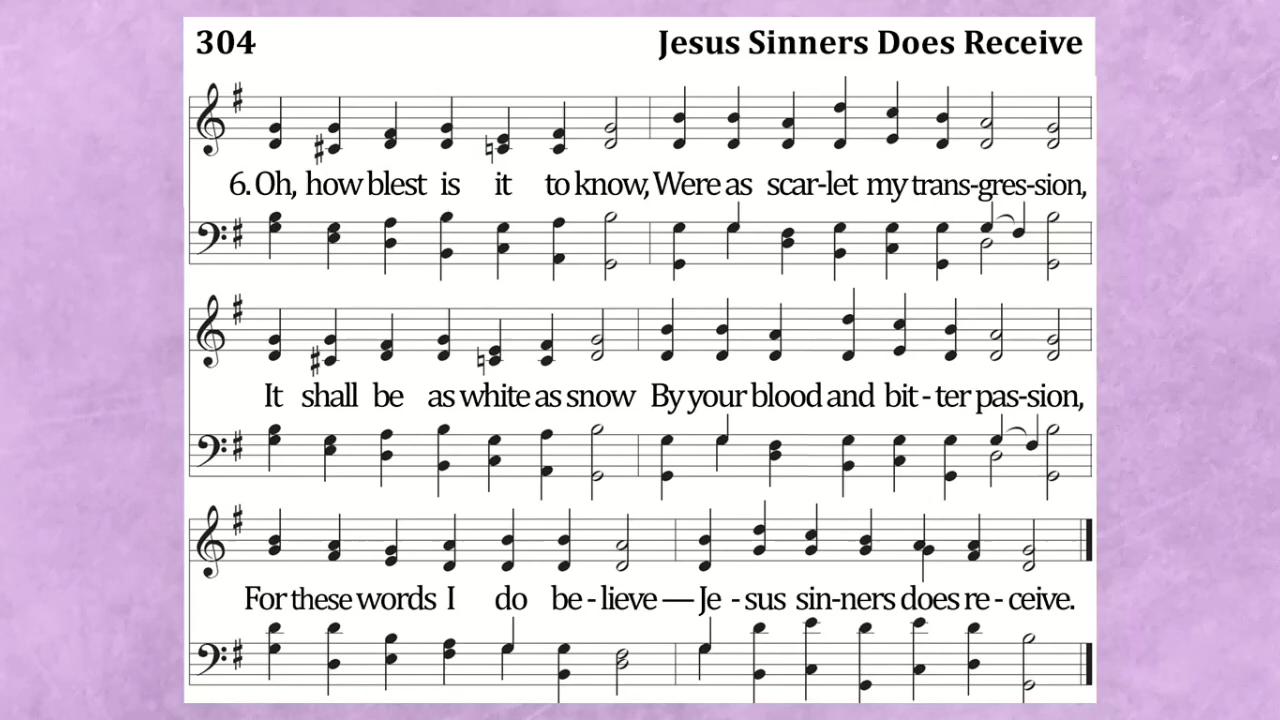 304 Jesus Sinners Does Receive
6. Oh, how blest is it to know, Were as scar-let my trans-gres-sion,
It shall be as white as snow By your blood and bit - ter pas-sion,
For these words I do be - lieve — Je - sus sin-ners does re - ceive.